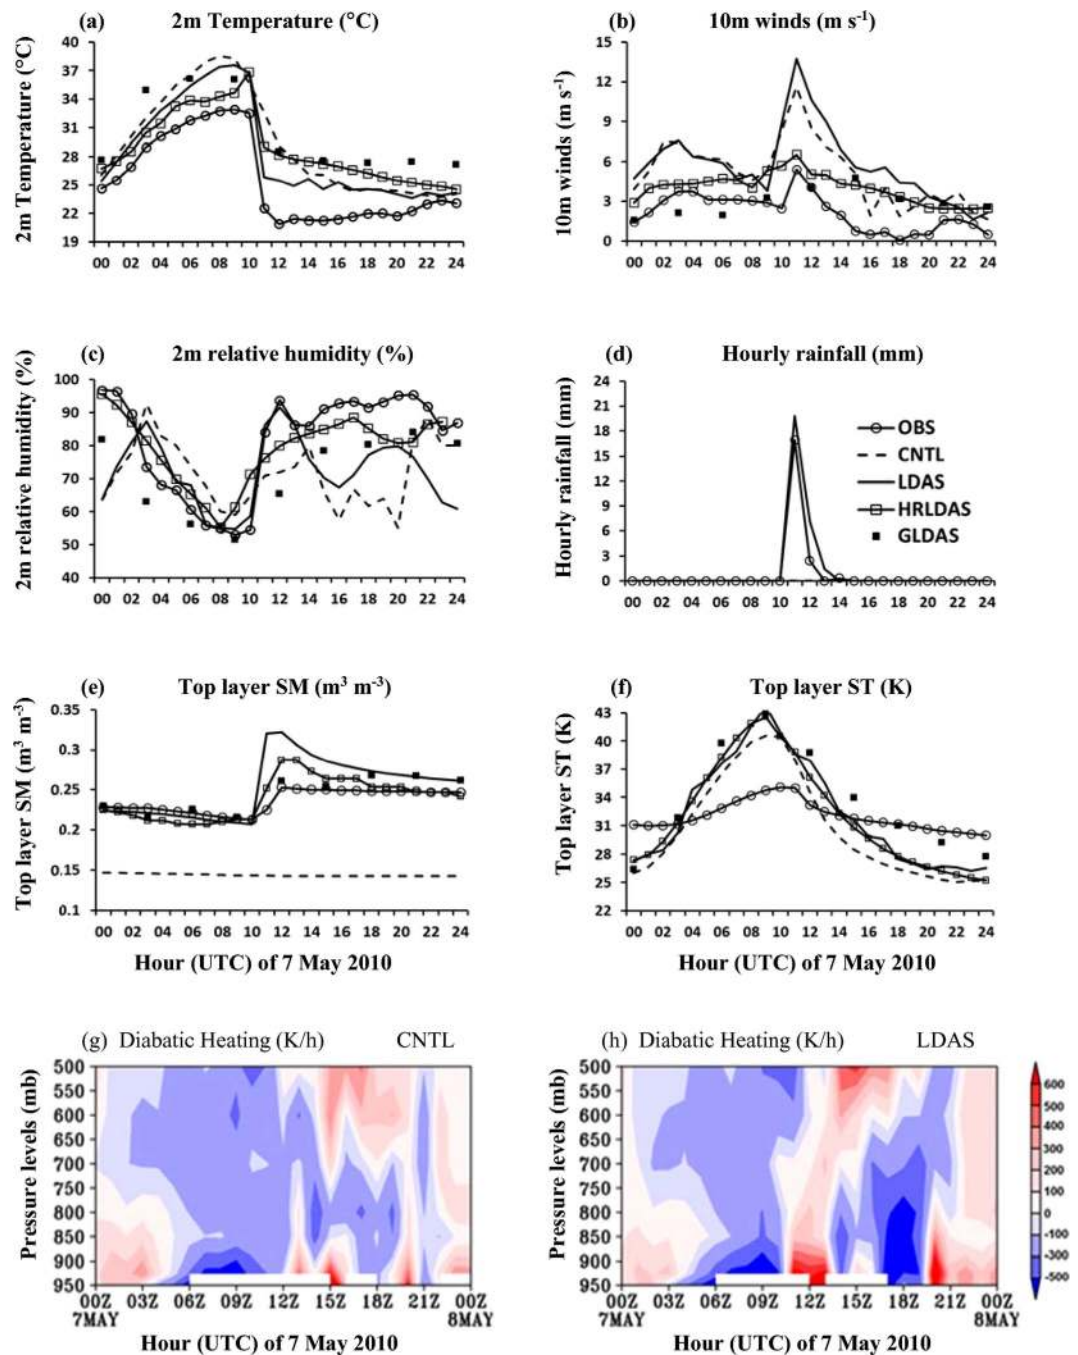 (a) 2m Temperature (°C)
2m Temperature (°C)
40
37
34
31
28
25
22
19
00 02 04 06 08 10 12 14 16 18 20 22 24
(b) 10m winds (m s-1)
10m winds (m s-1)
15
12
9
6
3
0
00 02 04 06 08 10 12 14 16 18 20 22 24
(c) 2m relative humidity (%)
2m relative humidity (%)
100
90
80
70
60
50
40
00 02 04 06 08 10 12 14 16 18 20 22 24
(d) Hourly rainfall (mm)
Hourly rainfall (mm)
24
21
18
15
12
9
6
3
0
OBS
CNTL
LDAS
HRLDAS
GLDAS
00 02 04 06 08 10 12 14 16 18 20 22 24
(e) Top layer SM (m3 m-3)
Top layer SM (m3 m-3)
0.35
0.3
0.25
0.2
0.15
0.1
00 02 04 06 08 10 12 14 16 18 20 22 24
Hour (UTC) of 7 May 2010
(f) Top layer ST (K)
Top layer ST (K)
43
40
37
34
31
28
25
22
00 02 04 06 08 10 12 14 16 18 20 22 24
Hour (UTC) of 7 May 2010
(g) Diabatic Heating (K/h) CNTL
Pressure levels (mb)
500
550
600
650
700
750
800
850
900
950
00Z 03Z 06Z 09Z 12Z 15Z 18Z 21Z 00Z
7MAY 8MAY
Hour (UTC) of 7 May 2010
(h) Diabatic Heating (K/h) LDAS
Pressure levels (mb)
500
550
600
650
700
750
800
850
900
950
00Z 03Z 06Z 09Z 12Z 15Z 18Z 21Z 00Z
7MAY 8MAY
Hour (UTC) of 7 May 2010
600
500
400
300
200
100
0
-100
-300
-500